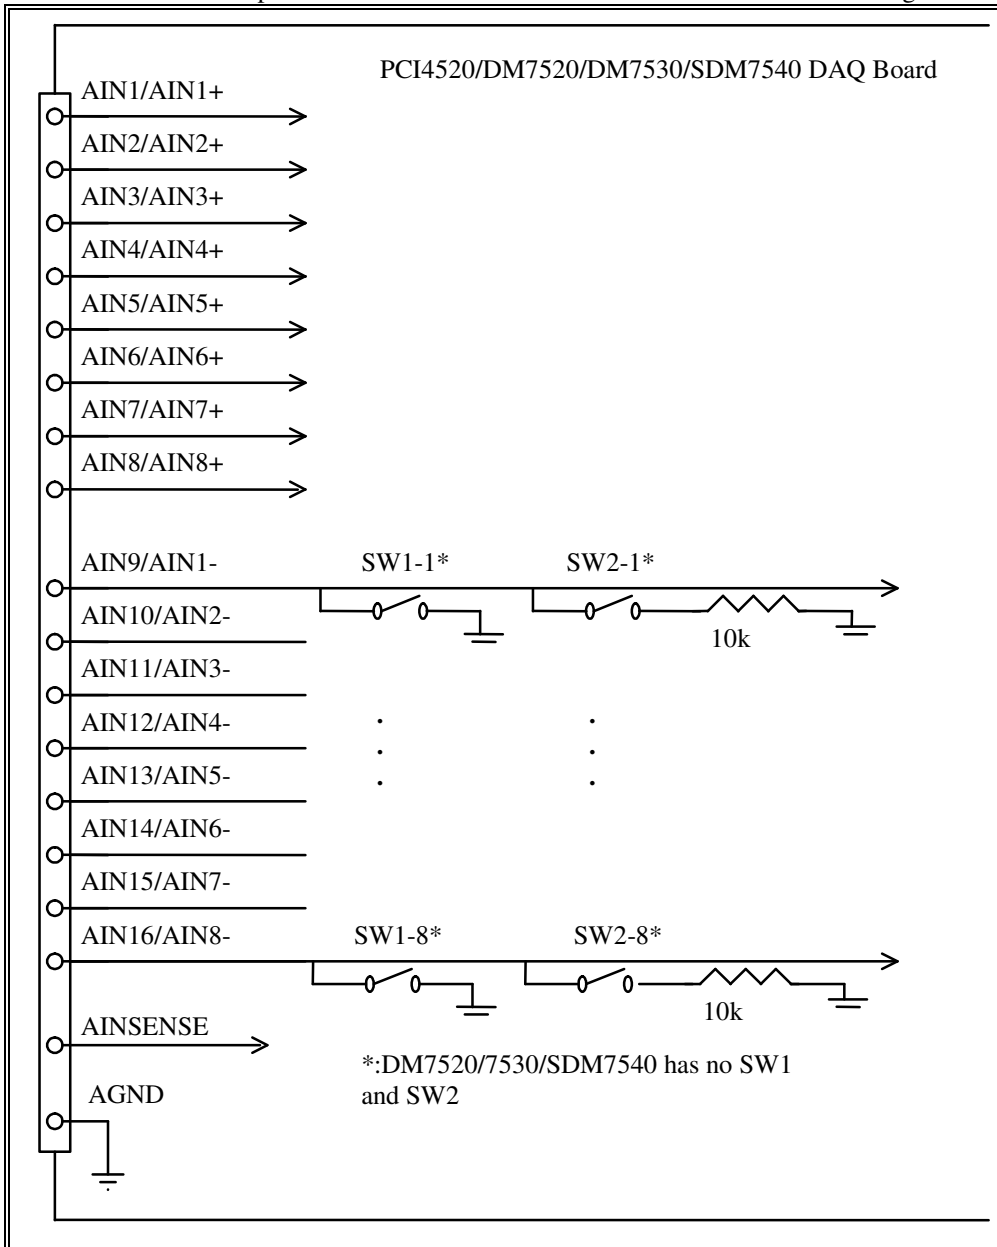 PCI4520/DM7520/DM7530/SDM7540 DAQ Board
AIN1/AIN1+
AIN2/AIN2+
AIN3/AIN3+
AIN4/AIN4+
AIN5/AIN5+
AIN6/AIN6+
AIN7/AIN7+
AIN8/AIN8+
AIN9/AIN1-
SW1-1*
SW2-1*
AIN10/AIN2-
10k
AIN11/AIN3-
AIN12/AIN4-
AIN13/AIN5-
AIN14/AIN6-
AIN15/AIN7-
AIN16/AIN8-
SW1-8*
SW2-8*
10k
AINSENSE
*:DM7520/7530/SDM7540 has no SW1
and SW2
AGND